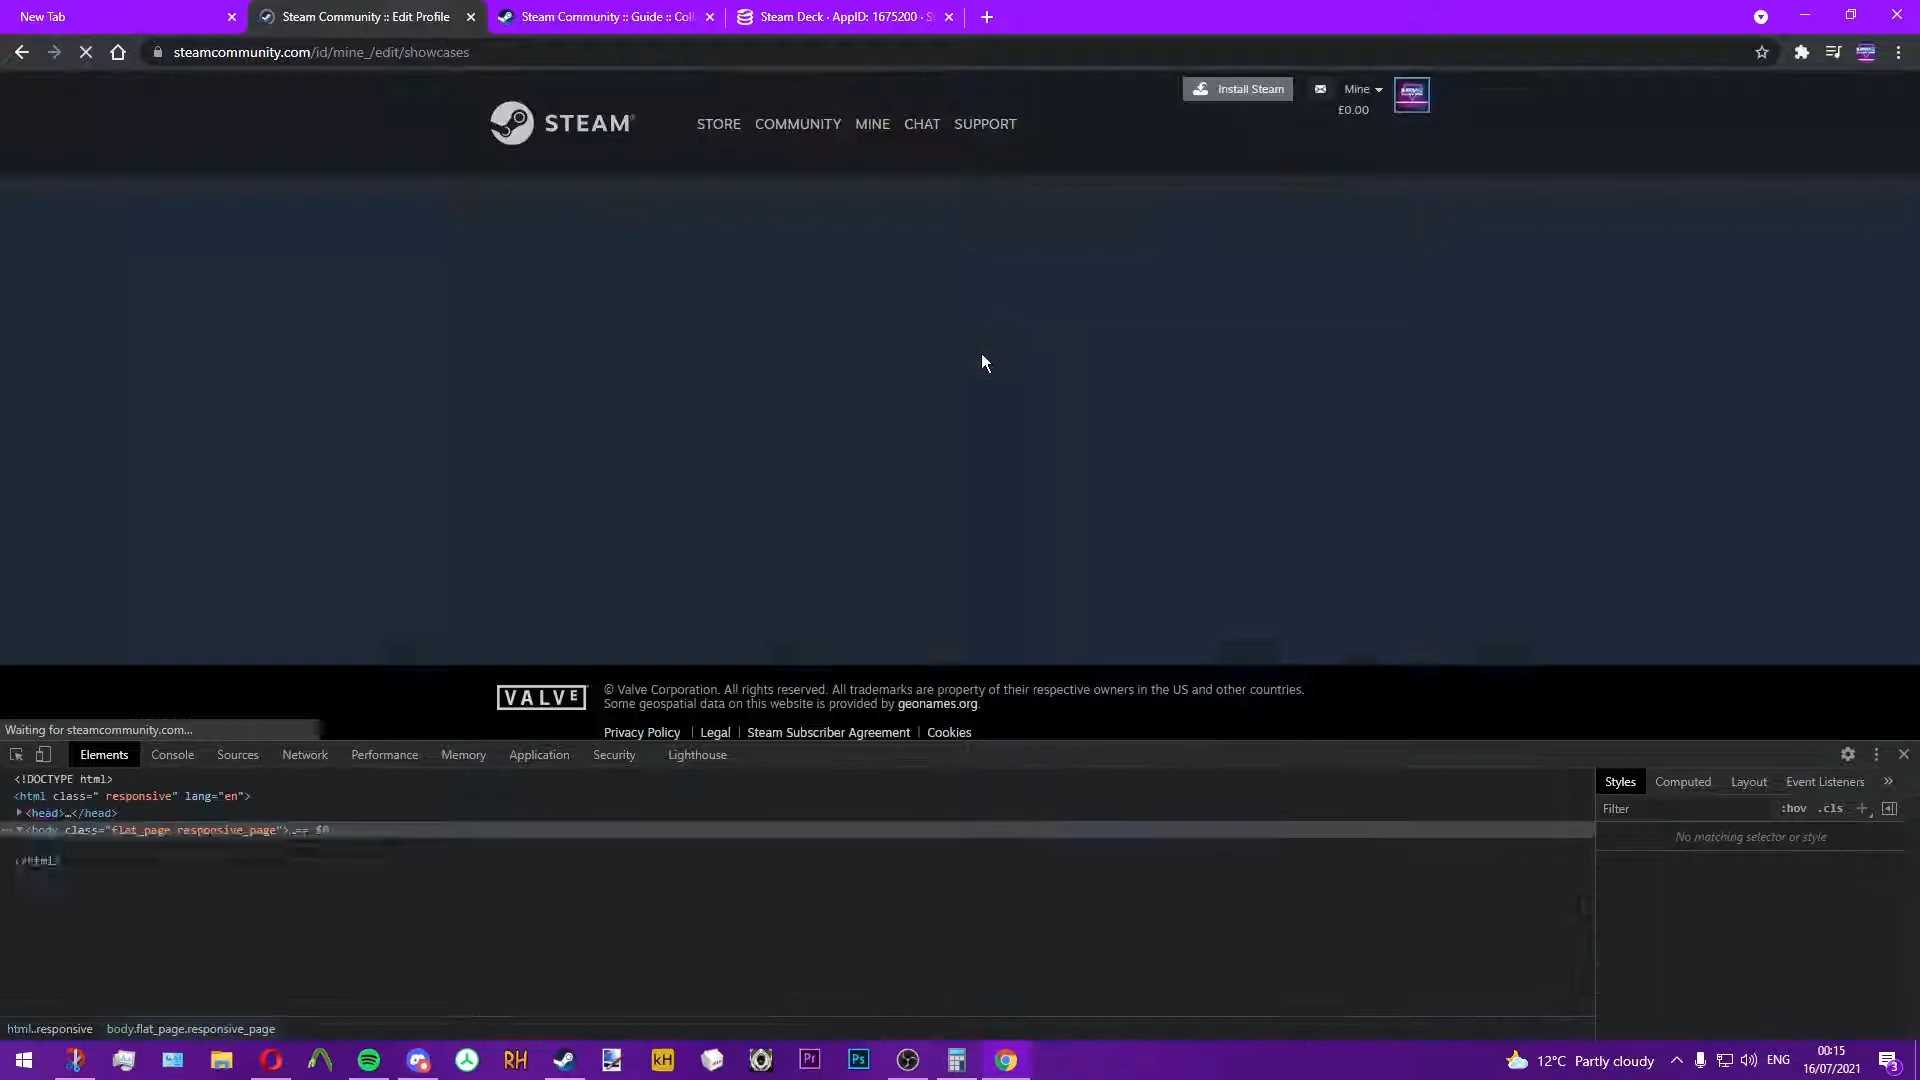 New Tab
Steam Community :: Edit Profile
Steam Community :: Guide :: Coll
Steam Deck · AppID: 1675200 · S
steamcommunity.com/id/mine_/edit/showcases
Install Steam
Mine
£0.00
STEAM®
STORE COMMUNITY MINE CHAT SUPPORT
VALVE
© Valve Corporation. All rights reserved. All trademarks are property of their respective owners in the US and other countries.
Some geospatial data on this website is provided by geonames.org.
Privacy Policy | Legal | Steam Subscriber Agreement | Cookies
Waiting for steamcommunity.com...
Elements Console Sources Network Performance Memory Application Security Lighthouse
<!DOCTYPE html>
<html class=" responsive" lang="en">
<head>…</head>
<body class="flat_page responsive_page"> == $0
</html>
Styles Computed Layout Event Listeners »
Filter
:hov .cls +
No matching selector or style
html.responsive body.flat_page.responsive_page
RH
kH
Pr
Ps
12°C Partly cloudy
ENG
00:15
16/07/2021
3